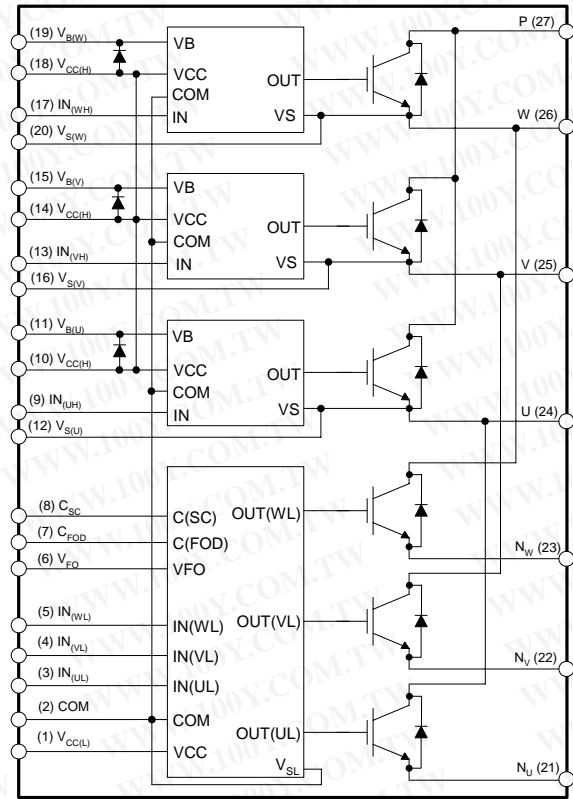 P (27)
(19) VB(W)
VB
(18) VCC(H)
VCC
OUT
COM
(17) IN(WH)
IN
VS
W (26)
(20) VS(W)
(15) VB(V)
VB
(14) VCC(H)
VCC
OUT
COM
(13) IN(VH)
IN
VS
V (25)
(16) VS(V)
(11) VB(U)
VB
(10) VCC(H)
VCC
OUT
COM
(9) IN(UH)
IN
VS
U (24)
(12) VS(U)
(8) CSC
C(SC)
OUT(WL)
(7) CFOD
C(FOD)
NW (23)
(6) VFO
VFO
(5) IN(WL)
IN(WL)
OUT(VL)
(4) IN(VL)
IN(VL)
NV (22)
(3) IN(UL)
IN(UL)
(2) COM
COM
OUT(UL)
(1) VCC(L)
VCC
VSL
NU (21)
WWW.100Y.COM.TW